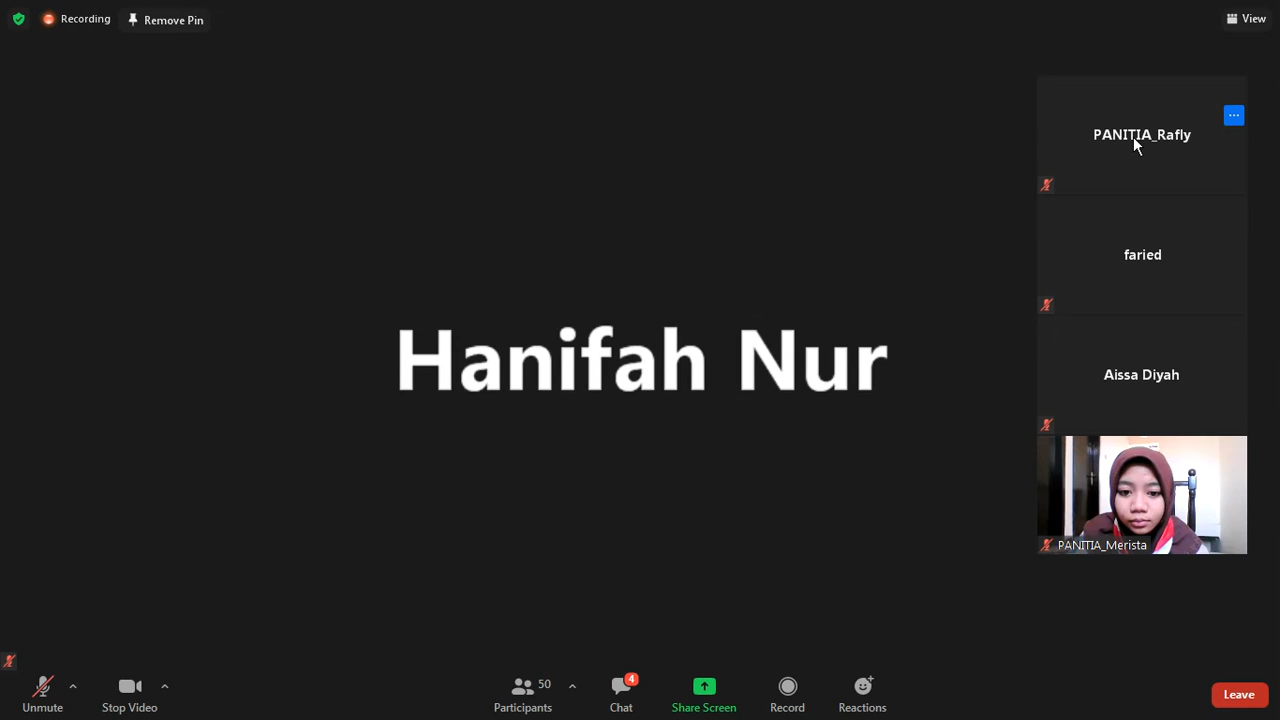 Recording
Remove Pin
View
PANITIA_Rafly
faried
Aissa Diyah
PANITIA_Merista
Hanifah Nur
Unmute
Stop Video
50
Participants
4
Chat
Share Screen
Record
Reactions
Leave